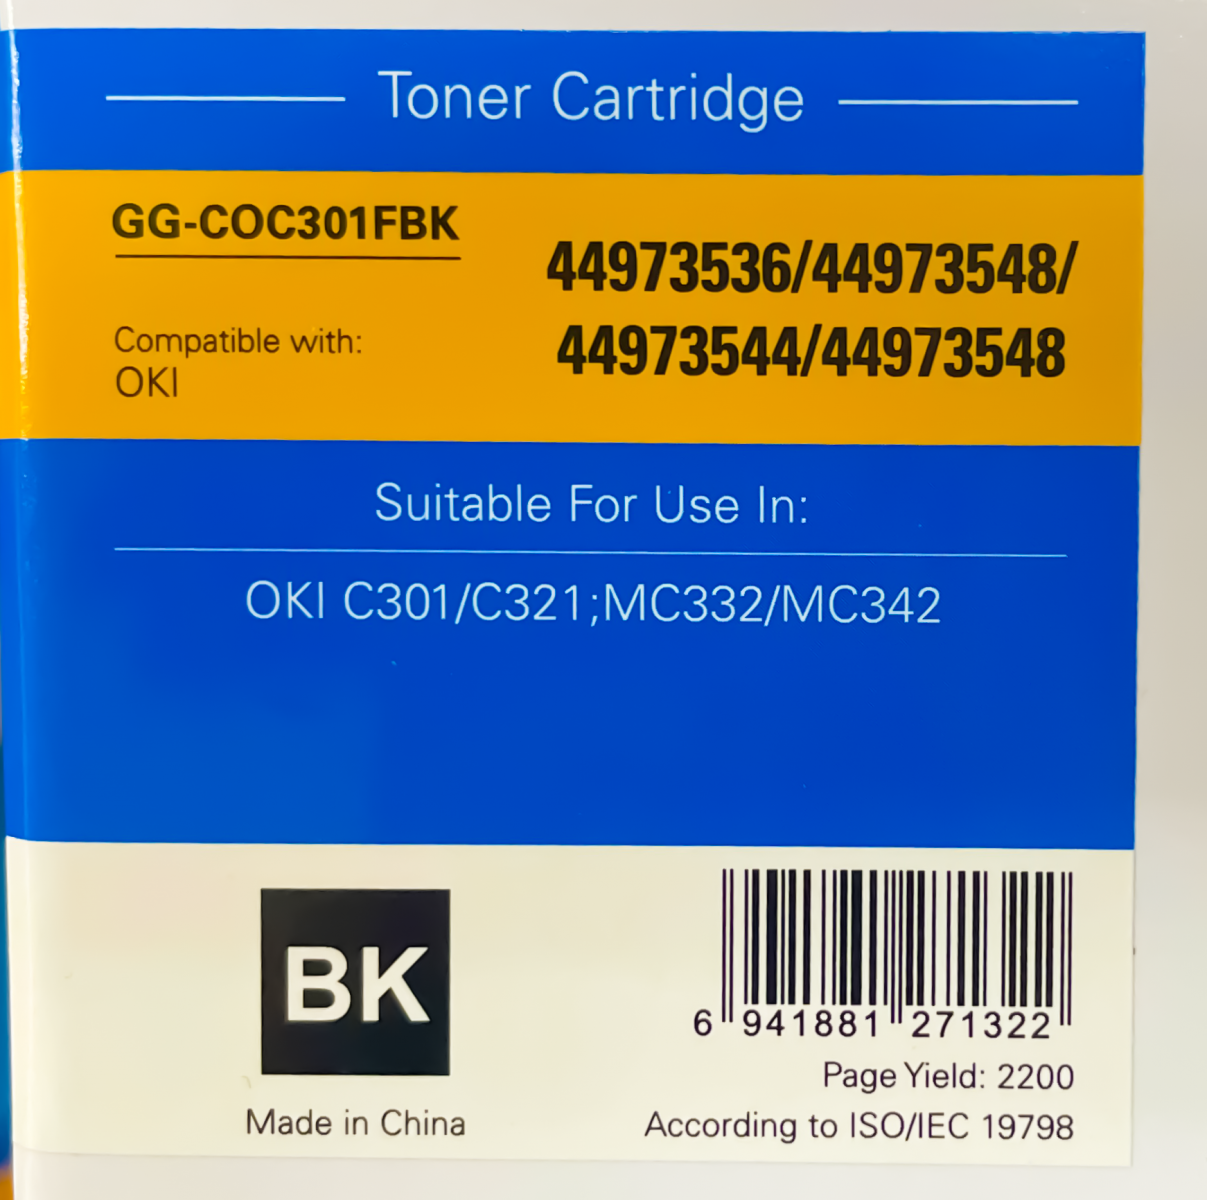 Toner Cartridge
GG-COC301FBK
44973536/44973548/
44973544/44973548
Compatible with:
OKI
Suitable For Use In:
OKI C301/C321;MC332/MC342
BK
Made in China
6 941881 271322
Page Yield: 2200
According to ISO/IEC 19798